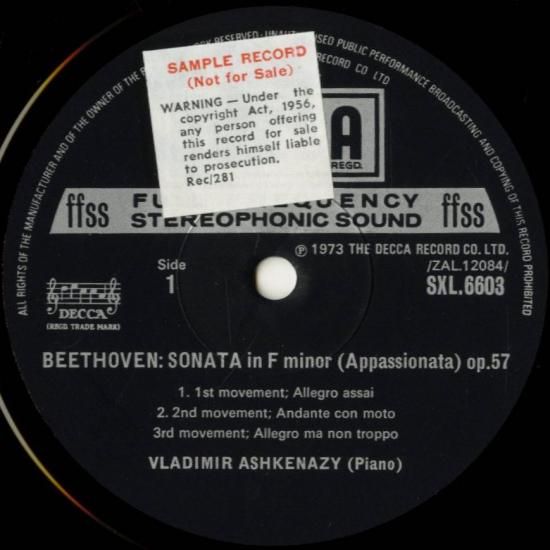 ALL RIGHTS OF THE MANUFACTURER AND OF THE OWNER OF THE RECORDED WORK RESERVED · UNAUTHORISED PUBLIC PERFORMANCE BROADCASTING AND COPYING OF THIS RECORD PROHIBITED
RECORD CO LTD
SAMPLE RECORD
(Not for Sale)
WARNING — Under the
copyright Act, 1956,
any person offering
this record for sale
renders himself liable
to prosecution.
Rec/281
A
REGD.
ffss FU EQUENCY ffss
STEREOPHONIC SOUND
℗ 1973 THE DECCA RECORD CO. LTD.
Side
1
/ZAL.12084/
SXL.6603
DECCA
(REGD. TRADE MARK)
BEETHOVEN: SONATA in F minor (Appassionata) op.57
1. 1st movement; Allegro assai
2. 2nd movement; Andante con moto
3rd movement; Allegro ma non troppo
VLADIMIR ASHKENAZY (Piano)